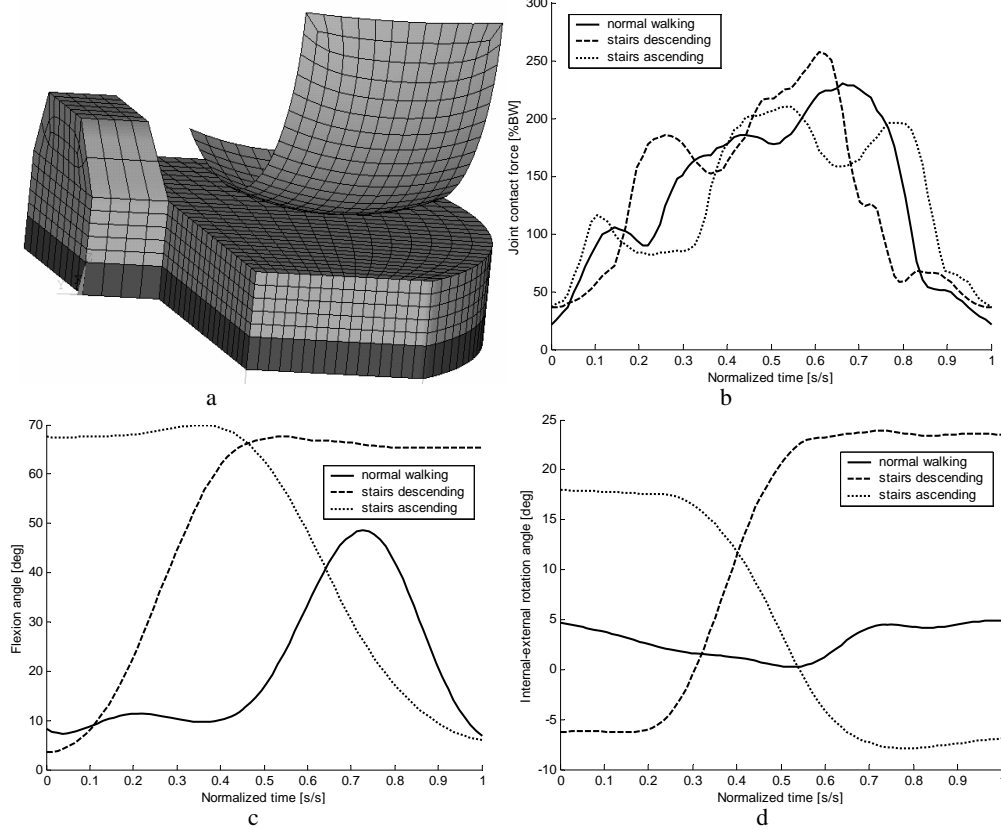 300
250
200
150
100
50
0
Joint contact force [%BW]
normal walking
stairs descending
stairs ascending
0 0.1 0.2 0.3 0.4 0.5 0.6 0.7 0.8 0.9 1
Normalized time [s/s]
a
b
70
60
50
40
30
20
10
0
Flexion angle [deg]
normal walking
stairs descending
stairs ascending
0 0.1 0.2 0.3 0.4 0.5 0.6 0.7 0.8 0.9 1
Normalized time [s/s]
c
25
20
15
10
5
0
-5
-10
Internal-external rotation angle [deg]
normal walking
stairs descending
stairs ascending
0 0.1 0.2 0.3 0.4 0.5 0.6 0.7 0.8 0.9 1
Normalized time [s/s]
d